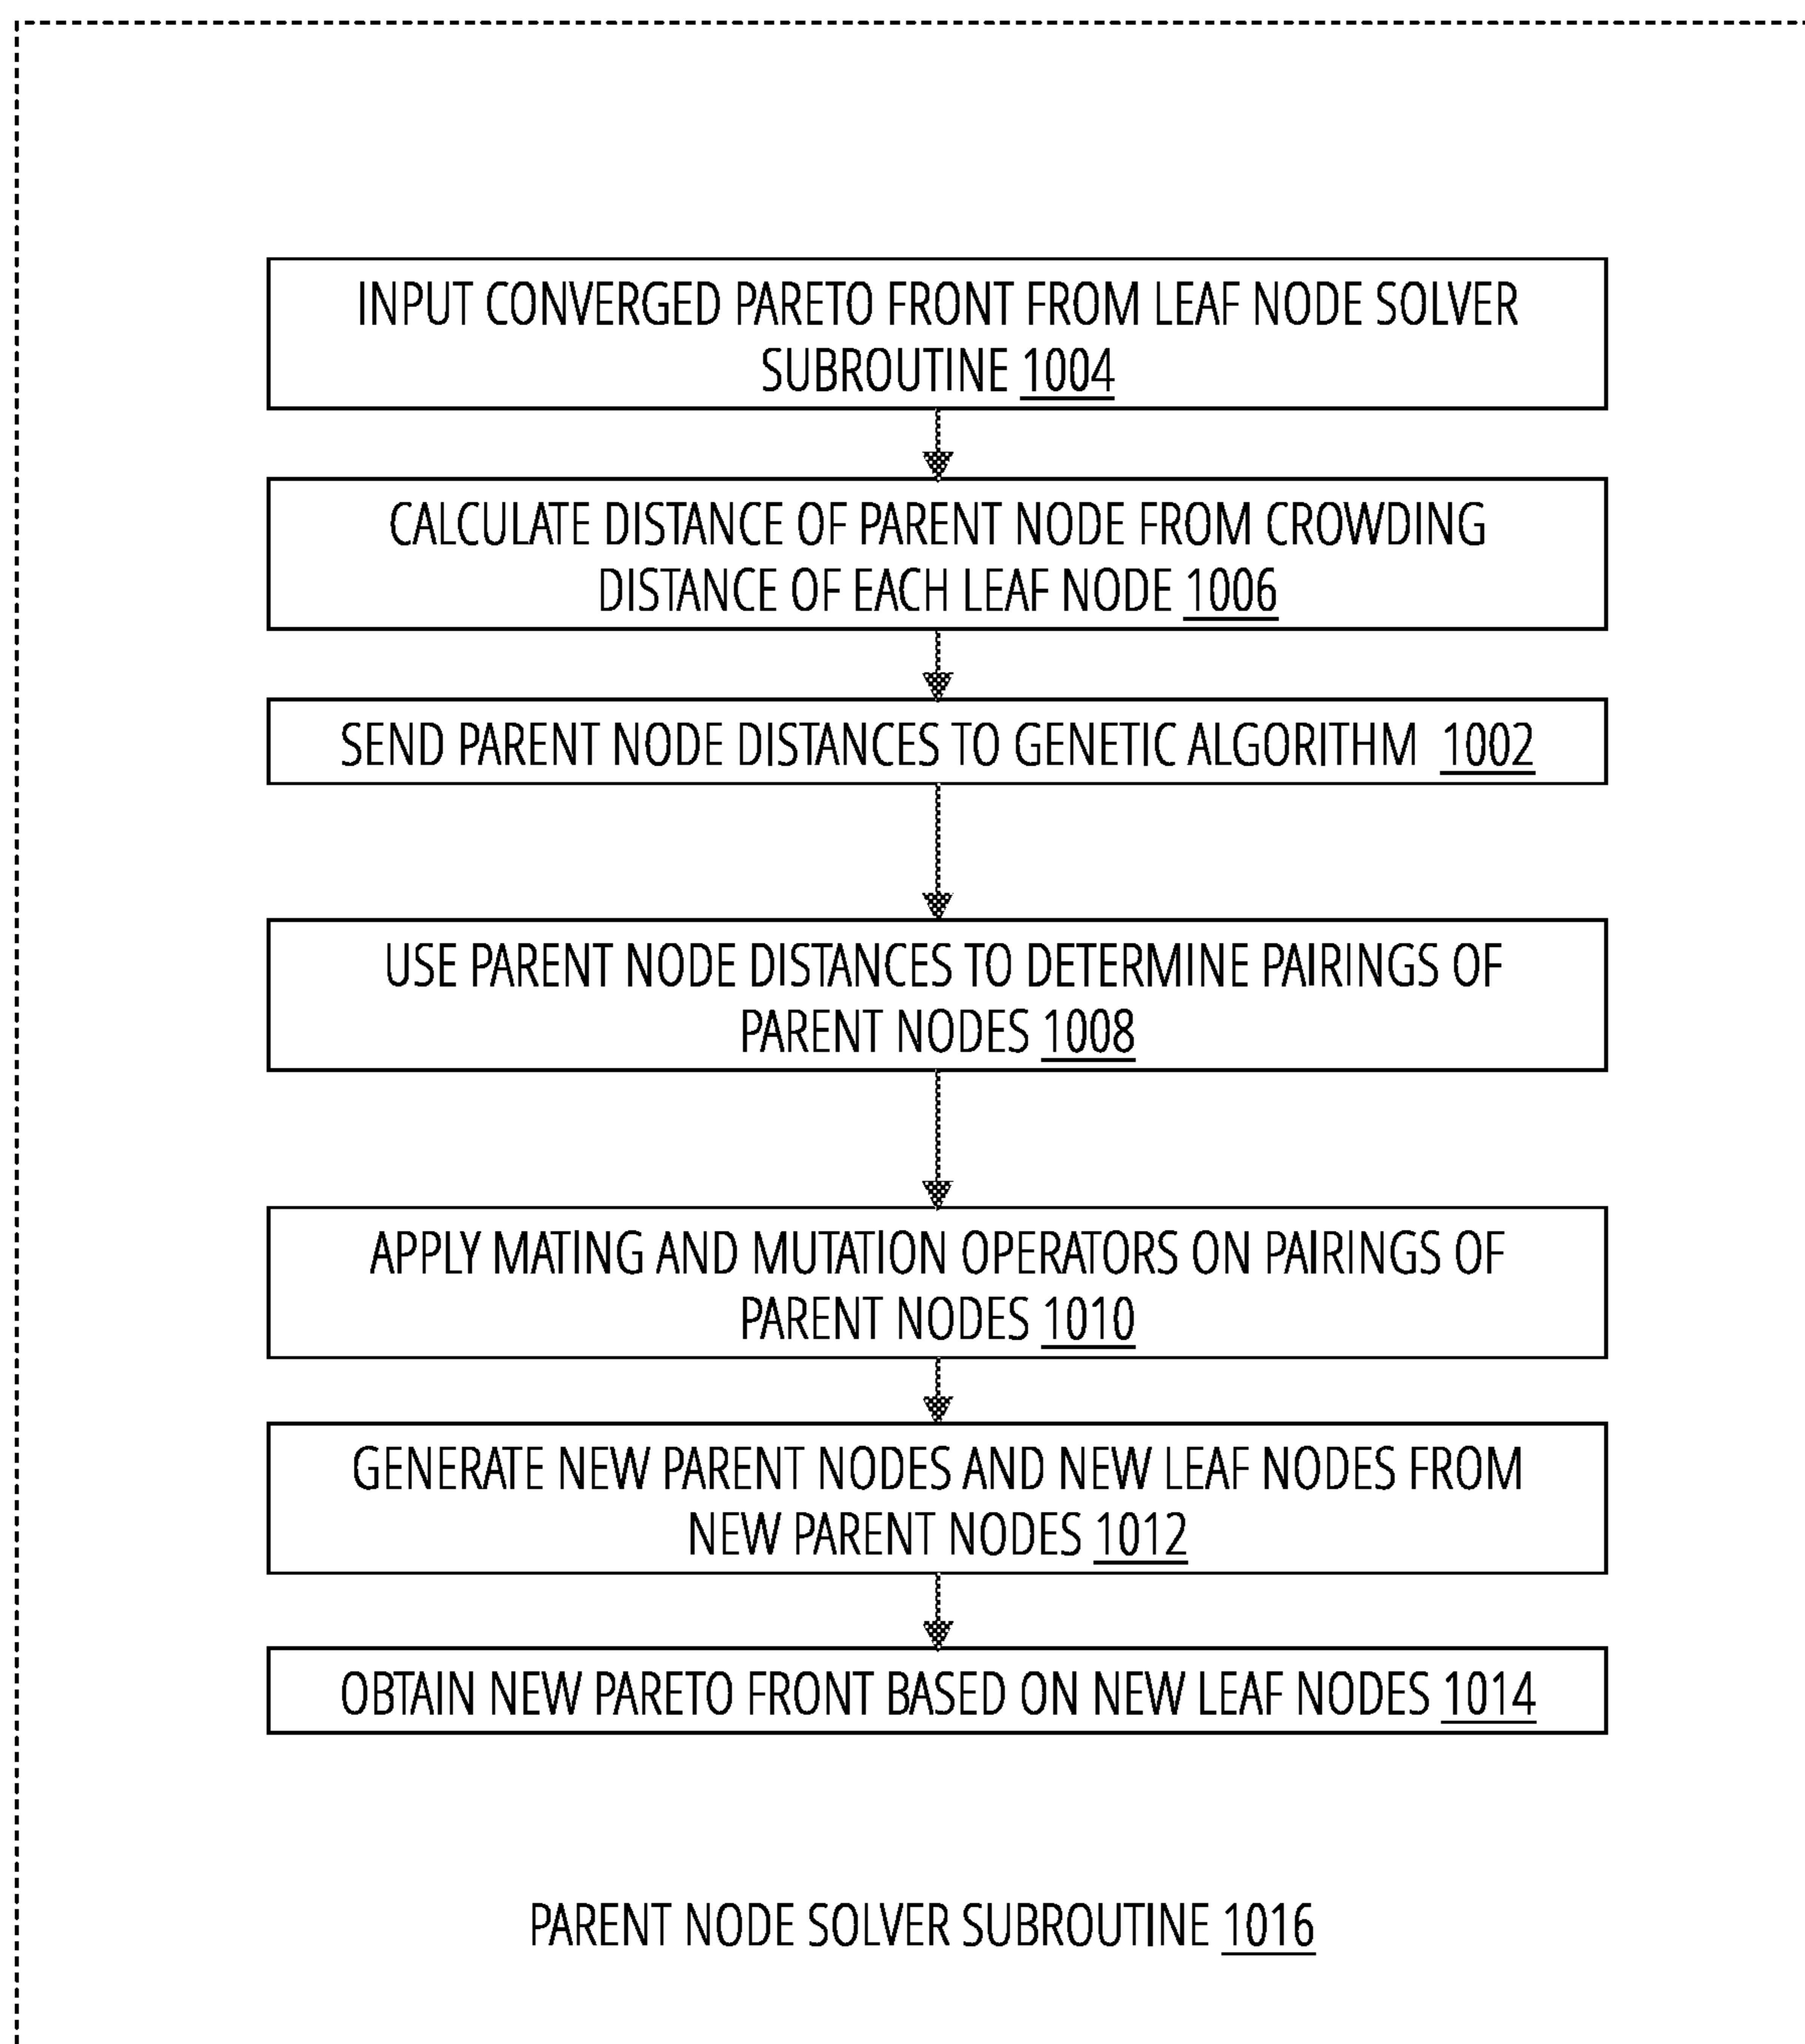 INPUT CONVERGED PARETO FRONT FROM LEAF NODE SOLVER
SUBROUTINE 1004
CALCULATE DISTANCE OF PARENT NODE FROM CROWDING
DISTANCE OF EACH LEAF NODE 1006
SEND PARENT NODE DISTANCES TO GENETIC ALGORITHM 1002
USE PARENT NODE DISTANCES TO DETERMINE PAIRINGS OF
PARENT NODES 1008
APPLY MATING AND MUTATION OPERATORS ON PAIRINGS OF
PARENT NODES 1010
GENERATE NEW PARENT NODES AND NEW LEAF NODES FROM
NEW PARENT NODES 1012
OBTAIN NEW PARETO FRONT BASED ON NEW LEAF NODES 1014
PARENT NODE SOLVER SUBROUTINE 1016